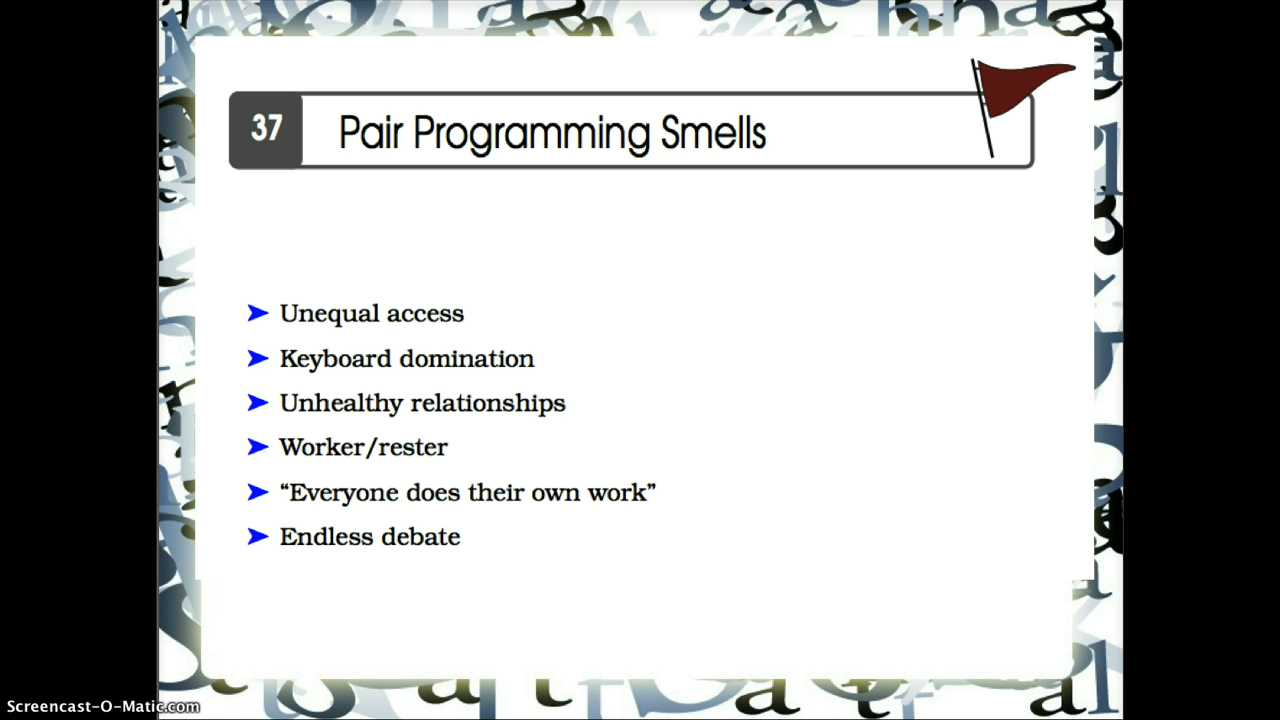 37
Pair Programming Smells
➤ Unequal access
➤ Keyboard domination
➤ Unhealthy relationships
➤ Worker/rester
➤ “Everyone does their own work”
➤ Endless debate
Screencast-O-Matic.com